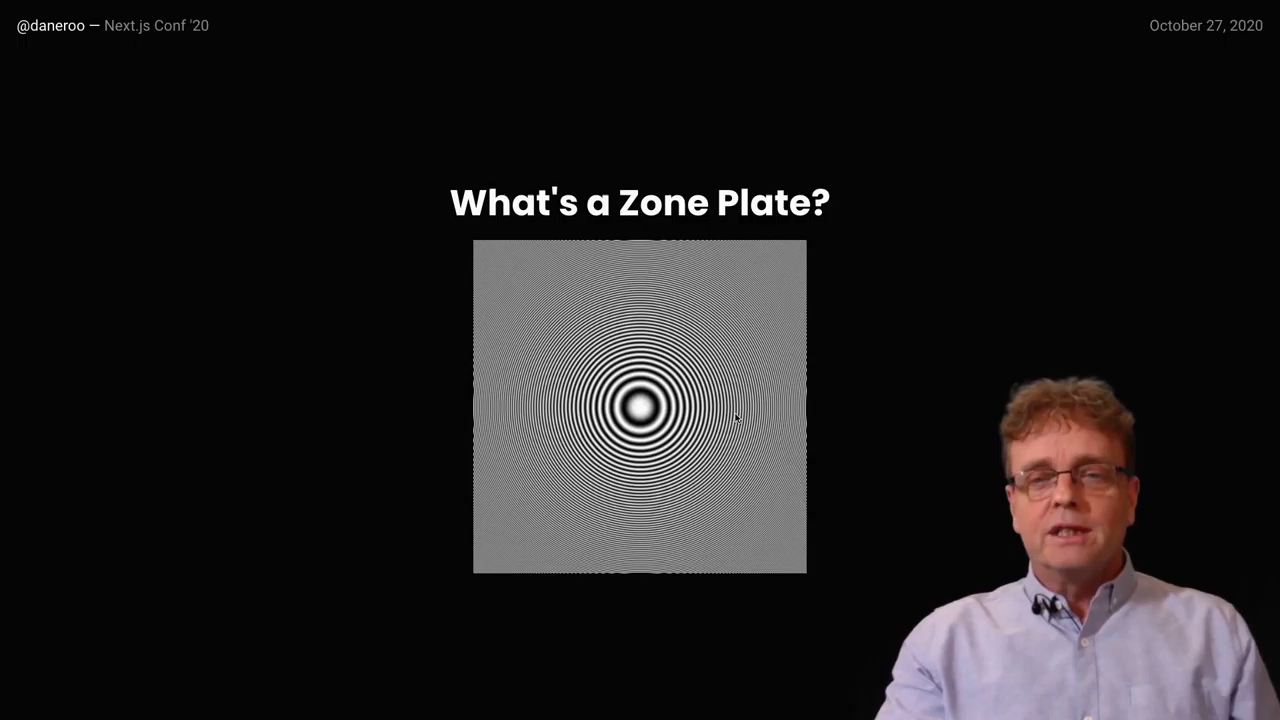 @daneroo — Next.js Conf '20
October 27, 2020
What's a Zone Plate?